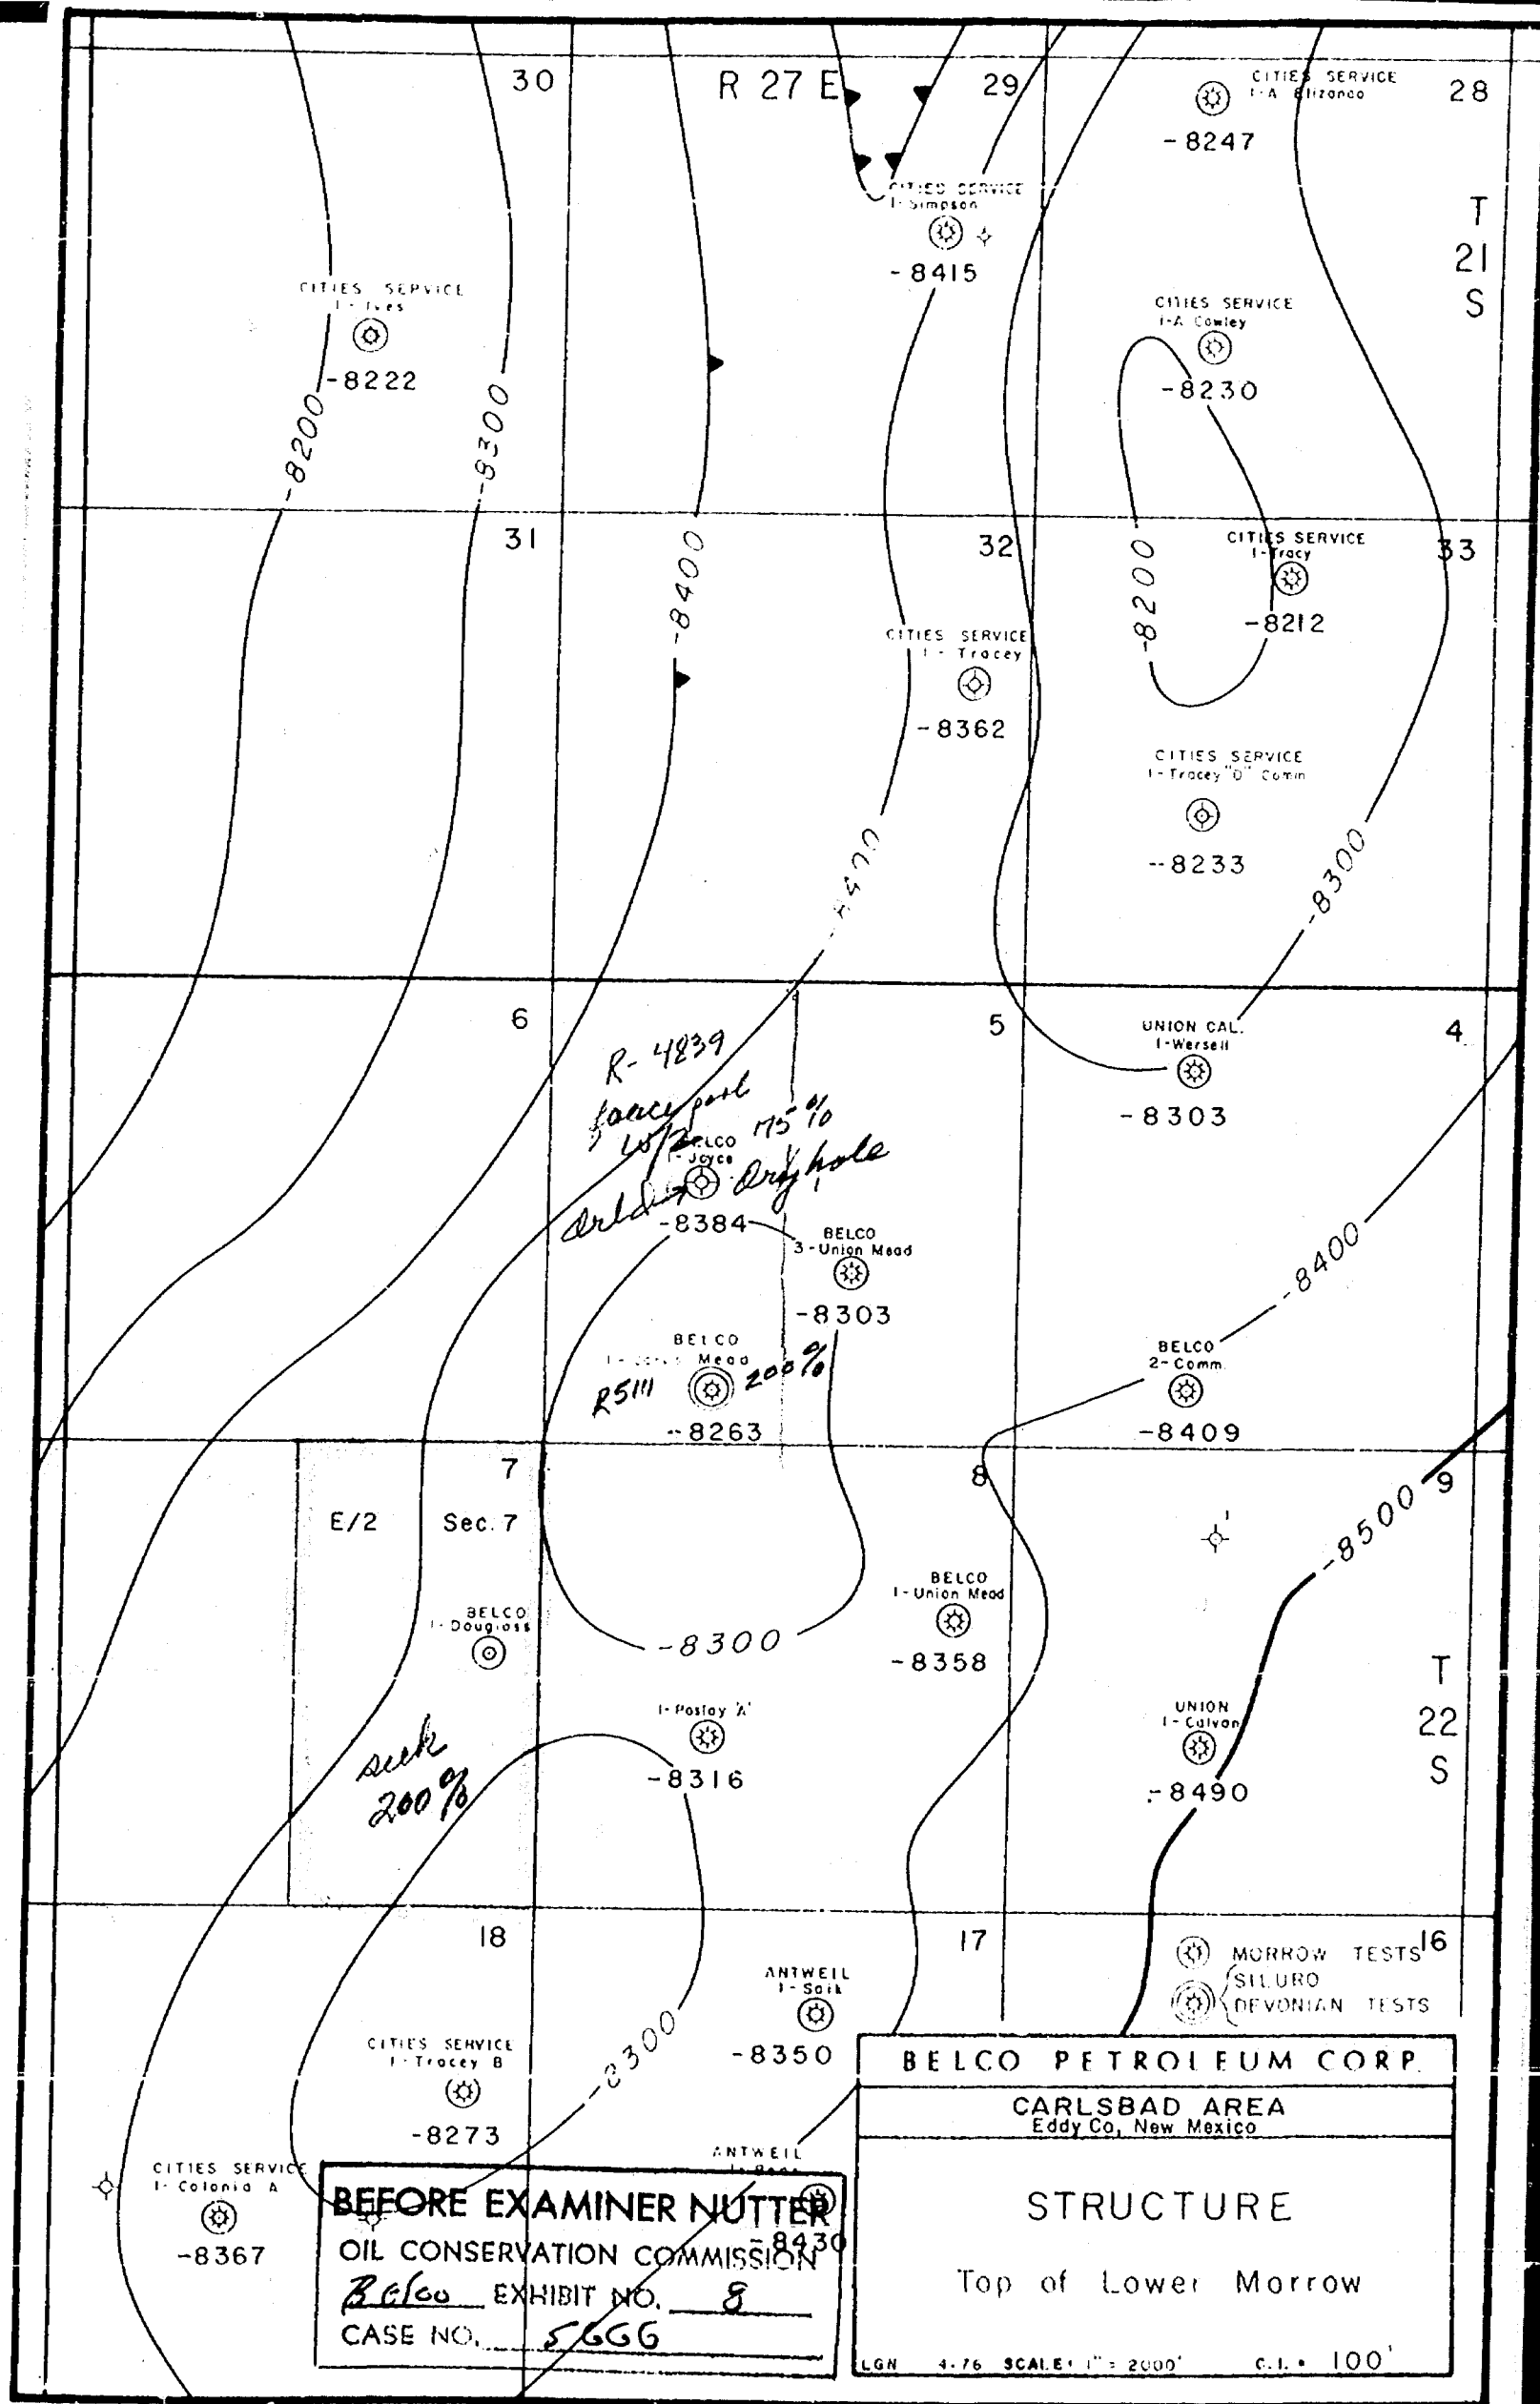 30
R 27 E
29
CITIES SERVICE
1-A Elizondo
28
-8247
CITIES SERVICE
1-Simpson
-8415
T
21
S
CITIES SERVICE
1-Ives
-8222
CITIES SERVICE
1-A Cowley
-8230
-8200
-8300
31
-8400
32
-8200
CITIES SERVICE
1-Tracy
-8212
33
CITIES SERVICE
1- Tracey
-8362
CITIES SERVICE
1-Tracey "D" Comm
-8233
-8400
-8300
6
5
UNION CAL.
1-Wersell
-8303
4
R-4839
force pool
W/2
175%
BELCO
1-Joyce
dry hole
-8384
BELCO
3-Union Mead
-8303
-8400
BELCO
Mead
R5111
200%
-8263
BELCO
2-Comm.
-8409
7
8
9
E/2
Sec. 7
-8500
BELCO
1-Douglass
-8300
BELCO
1-Union Mead
-8358
T
22
S
seek
200%
1-Postay 'A'
-8316
UNION
1-Calvani
-8490
18
17
16
MORROW TESTS
SILURO
DEVONIAN TESTS
ANTWEIL
-8350
CITIES SERVICE
1-Tracey B
-8273
-8300
CITIES SERVICE
1-Colonia A
-8367
ANTWEIL
-8430
BEFORE EXAMINER NUTTER
OIL CONSERVATION COMMISSION
Belco EXHIBIT NO. 8
CASE NO. 5666
BELCO PETROLEUM CORP.
CARLSBAD AREA
Eddy Co, New Mexico
STRUCTURE
Top of Lower Morrow
LGN 4-76 SCALE: 1" = 2000' C.I. = 100'